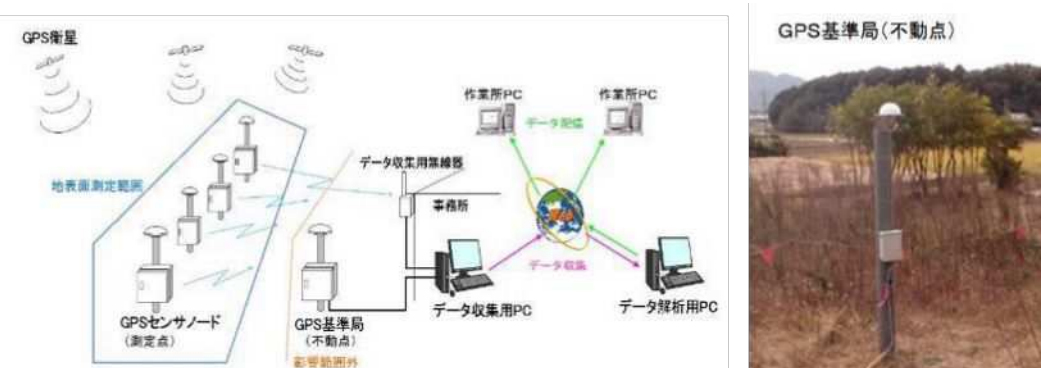 GPS衛星
作業所PC
作業所PC
データ配信
データ収集用無線器
地表面測定範囲
事務所
Web
データ収集
データ収集用PC
データ解析用PC
GPSセンサノード
(測定点)
GPS基準局
(不動点)
影響範囲外
GPS基準局(不動点)